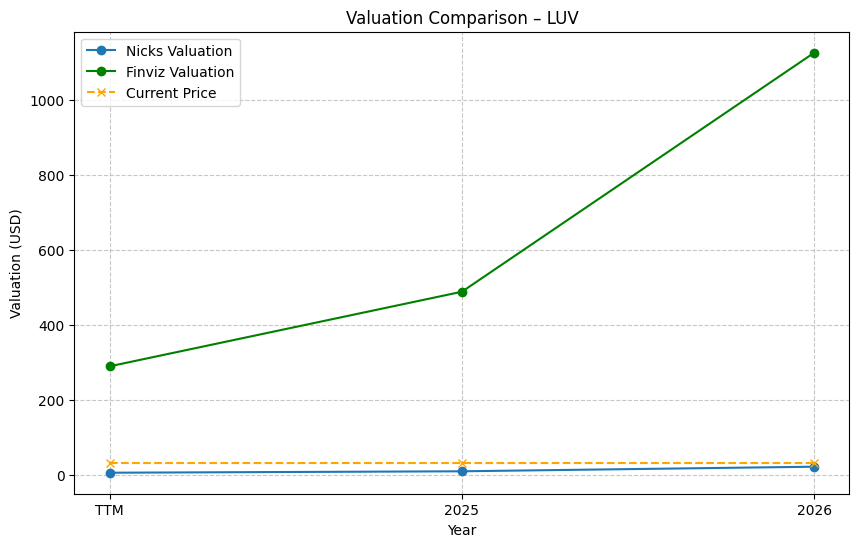 Valuation Comparison – LUV
Nicks Valuation
Finviz Valuation
Current Price
Valuation (USD)
1000
800
600
400
200
0
TTM
2025
2026
Year